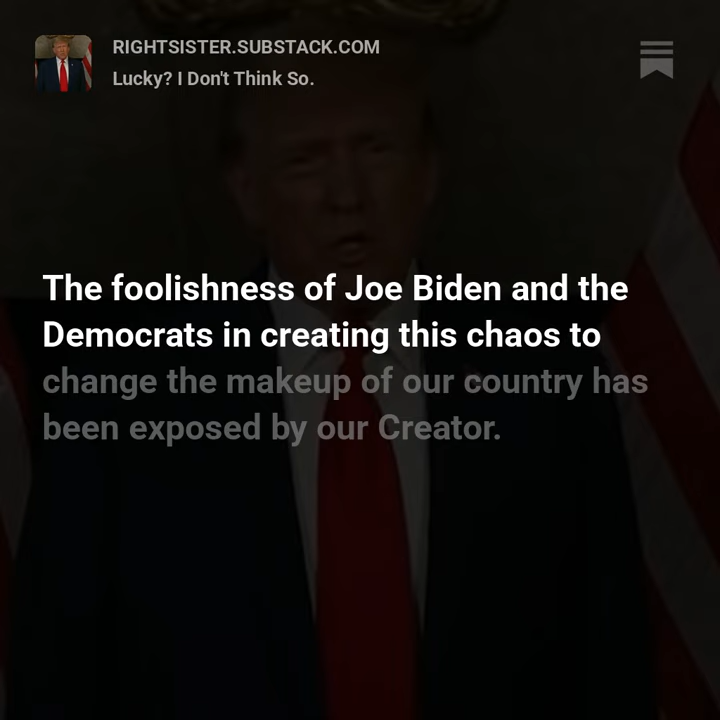 RIGHTSISTER.SUBSTACK.COM
Lucky? I Don't Think So.
The foolishness of Joe Biden and the
Democrats in creating this chaos to
change the makeup of our country has
been exposed by our Creator.